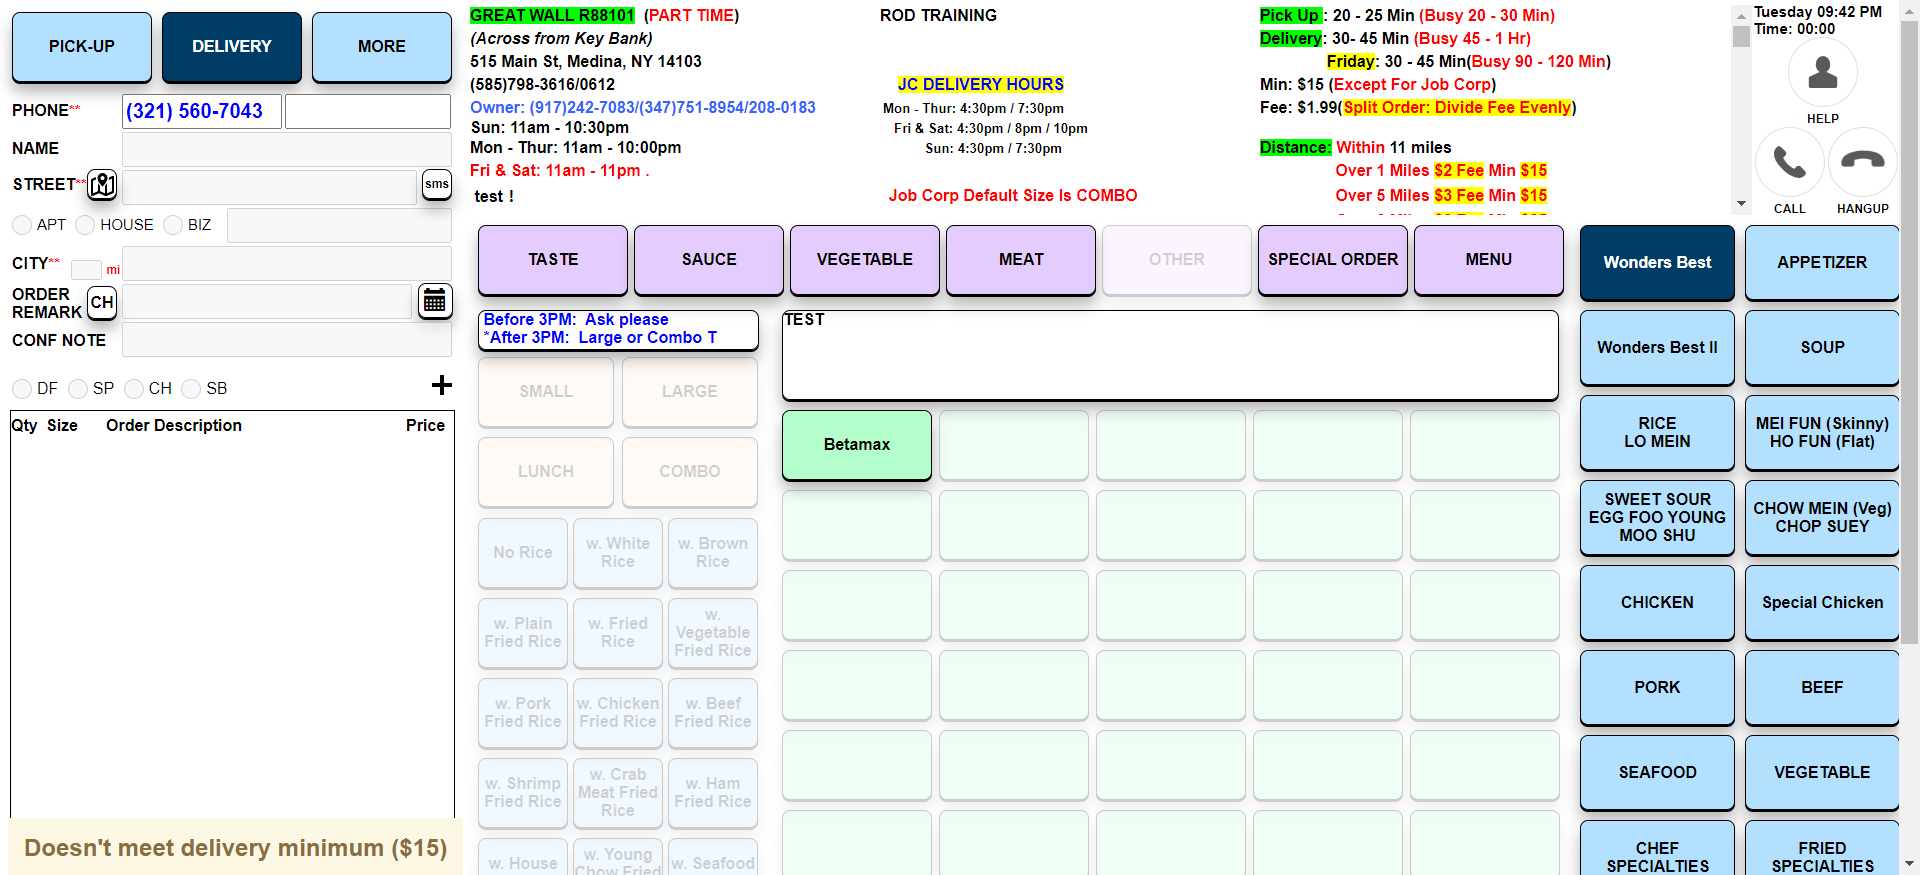 PICK-UP
DELIVERY
MORE
PHONE**
(321) 560-7043
NAME
STREET**
sms
APT
HOUSE
BIZ
CITY**
mi
ORDER
REMARK
CH
CONF NOTE
DF
SP
CH
SB
Qty Size Order Description Price
Doesn't meet delivery minimum ($15)
GREAT WALL R88101 (PART TIME)
(Across from Key Bank)
515 Main St, Medina, NY 14103
(585)798-3616/0612
Owner: (917)242-7083/(347)751-8954/208-0183
Sun: 11am - 10:30pm
Mon - Thur: 11am - 10:00pm
Fri & Sat: 11am - 11pm .
test !
ROD TRAINING
JC DELIVERY HOURS
Mon - Thur: 4:30pm / 7:30pm
Fri & Sat: 4:30pm / 8pm / 10pm
Sun: 4:30pm / 7:30pm
Job Corp Default Size Is COMBO
Pick Up : 20 - 25 Min (Busy 20 - 30 Min)
Delivery: 30- 45 Min (Busy 45 - 1 Hr)
Friday: 30 - 45 Min(Busy 90 - 120 Min)
Min: $15 (Except For Job Corp)
Fee: $1.99(Split Order: Divide Fee Evenly)
Distance: Within 11 miles
Over 1 Miles $2 Fee Min $15
Over 5 Miles $3 Fee Min $15
Tuesday 09:42 PM
Time: 00:00
HELP
CALL
HANGUP
TASTE
SAUCE
VEGETABLE
MEAT
OTHER
SPECIAL ORDER
MENU
Before 3PM: Ask please
*After 3PM: Large or Combo T
TEST
SMALL
LARGE
LUNCH
COMBO
No Rice
w. White
Rice
w. Brown
Rice
w. Plain
Fried Rice
w. Fried
Rice
w.
Vegetable
Fried Rice
w. Pork
Fried Rice
w. Chicken
Fried Rice
w. Beef
Fried Rice
w. Shrimp
Fried Rice
w. Crab
Meat Fried
Rice
w. Ham
Fried Rice
w. House
w. Young
Chow Fried
w. Seafood
Betamax
Wonders Best
APPETIZER
Wonders Best II
SOUP
RICE
LO MEIN
MEI FUN (Skinny)
HO FUN (Flat)
SWEET SOUR
EGG FOO YOUNG
MOO SHU
CHOW MEIN (Veg)
CHOP SUEY
CHICKEN
Special Chicken
PORK
BEEF
SEAFOOD
VEGETABLE
CHEF
SPECIALTIES
FRIED
SPECIALTIES